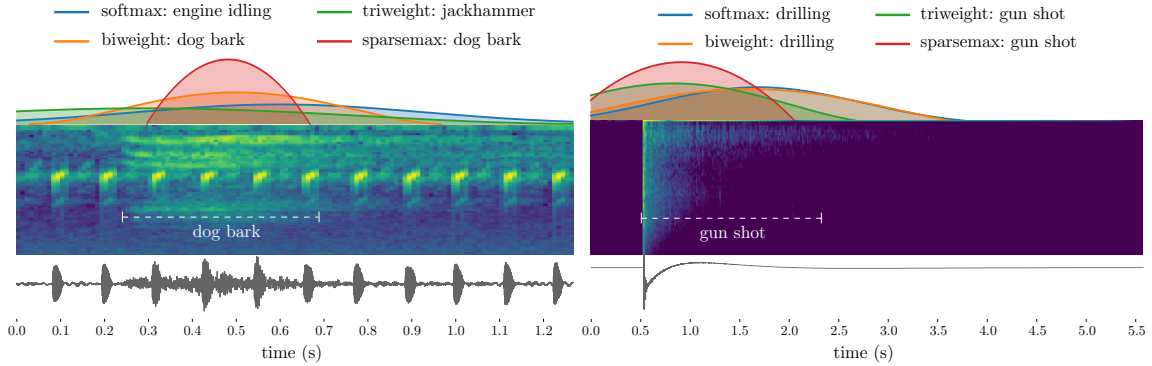 softmax: engine idling
triweight: jackhammer
biweight: dog bark
sparsemax: dog bark
dog bark
0.0 0.1 0.2 0.3 0.4 0.5 0.6 0.7 0.8 0.9 1.0 1.1 1.2
time (s)
softmax: drilling
triweight: gun shot
biweight: drilling
sparsemax: gun shot
gun shot
0.0 0.5 1.0 1.5 2.0 2.5 3.0 3.5 4.0 4.5 5.0 5.5
time (s)